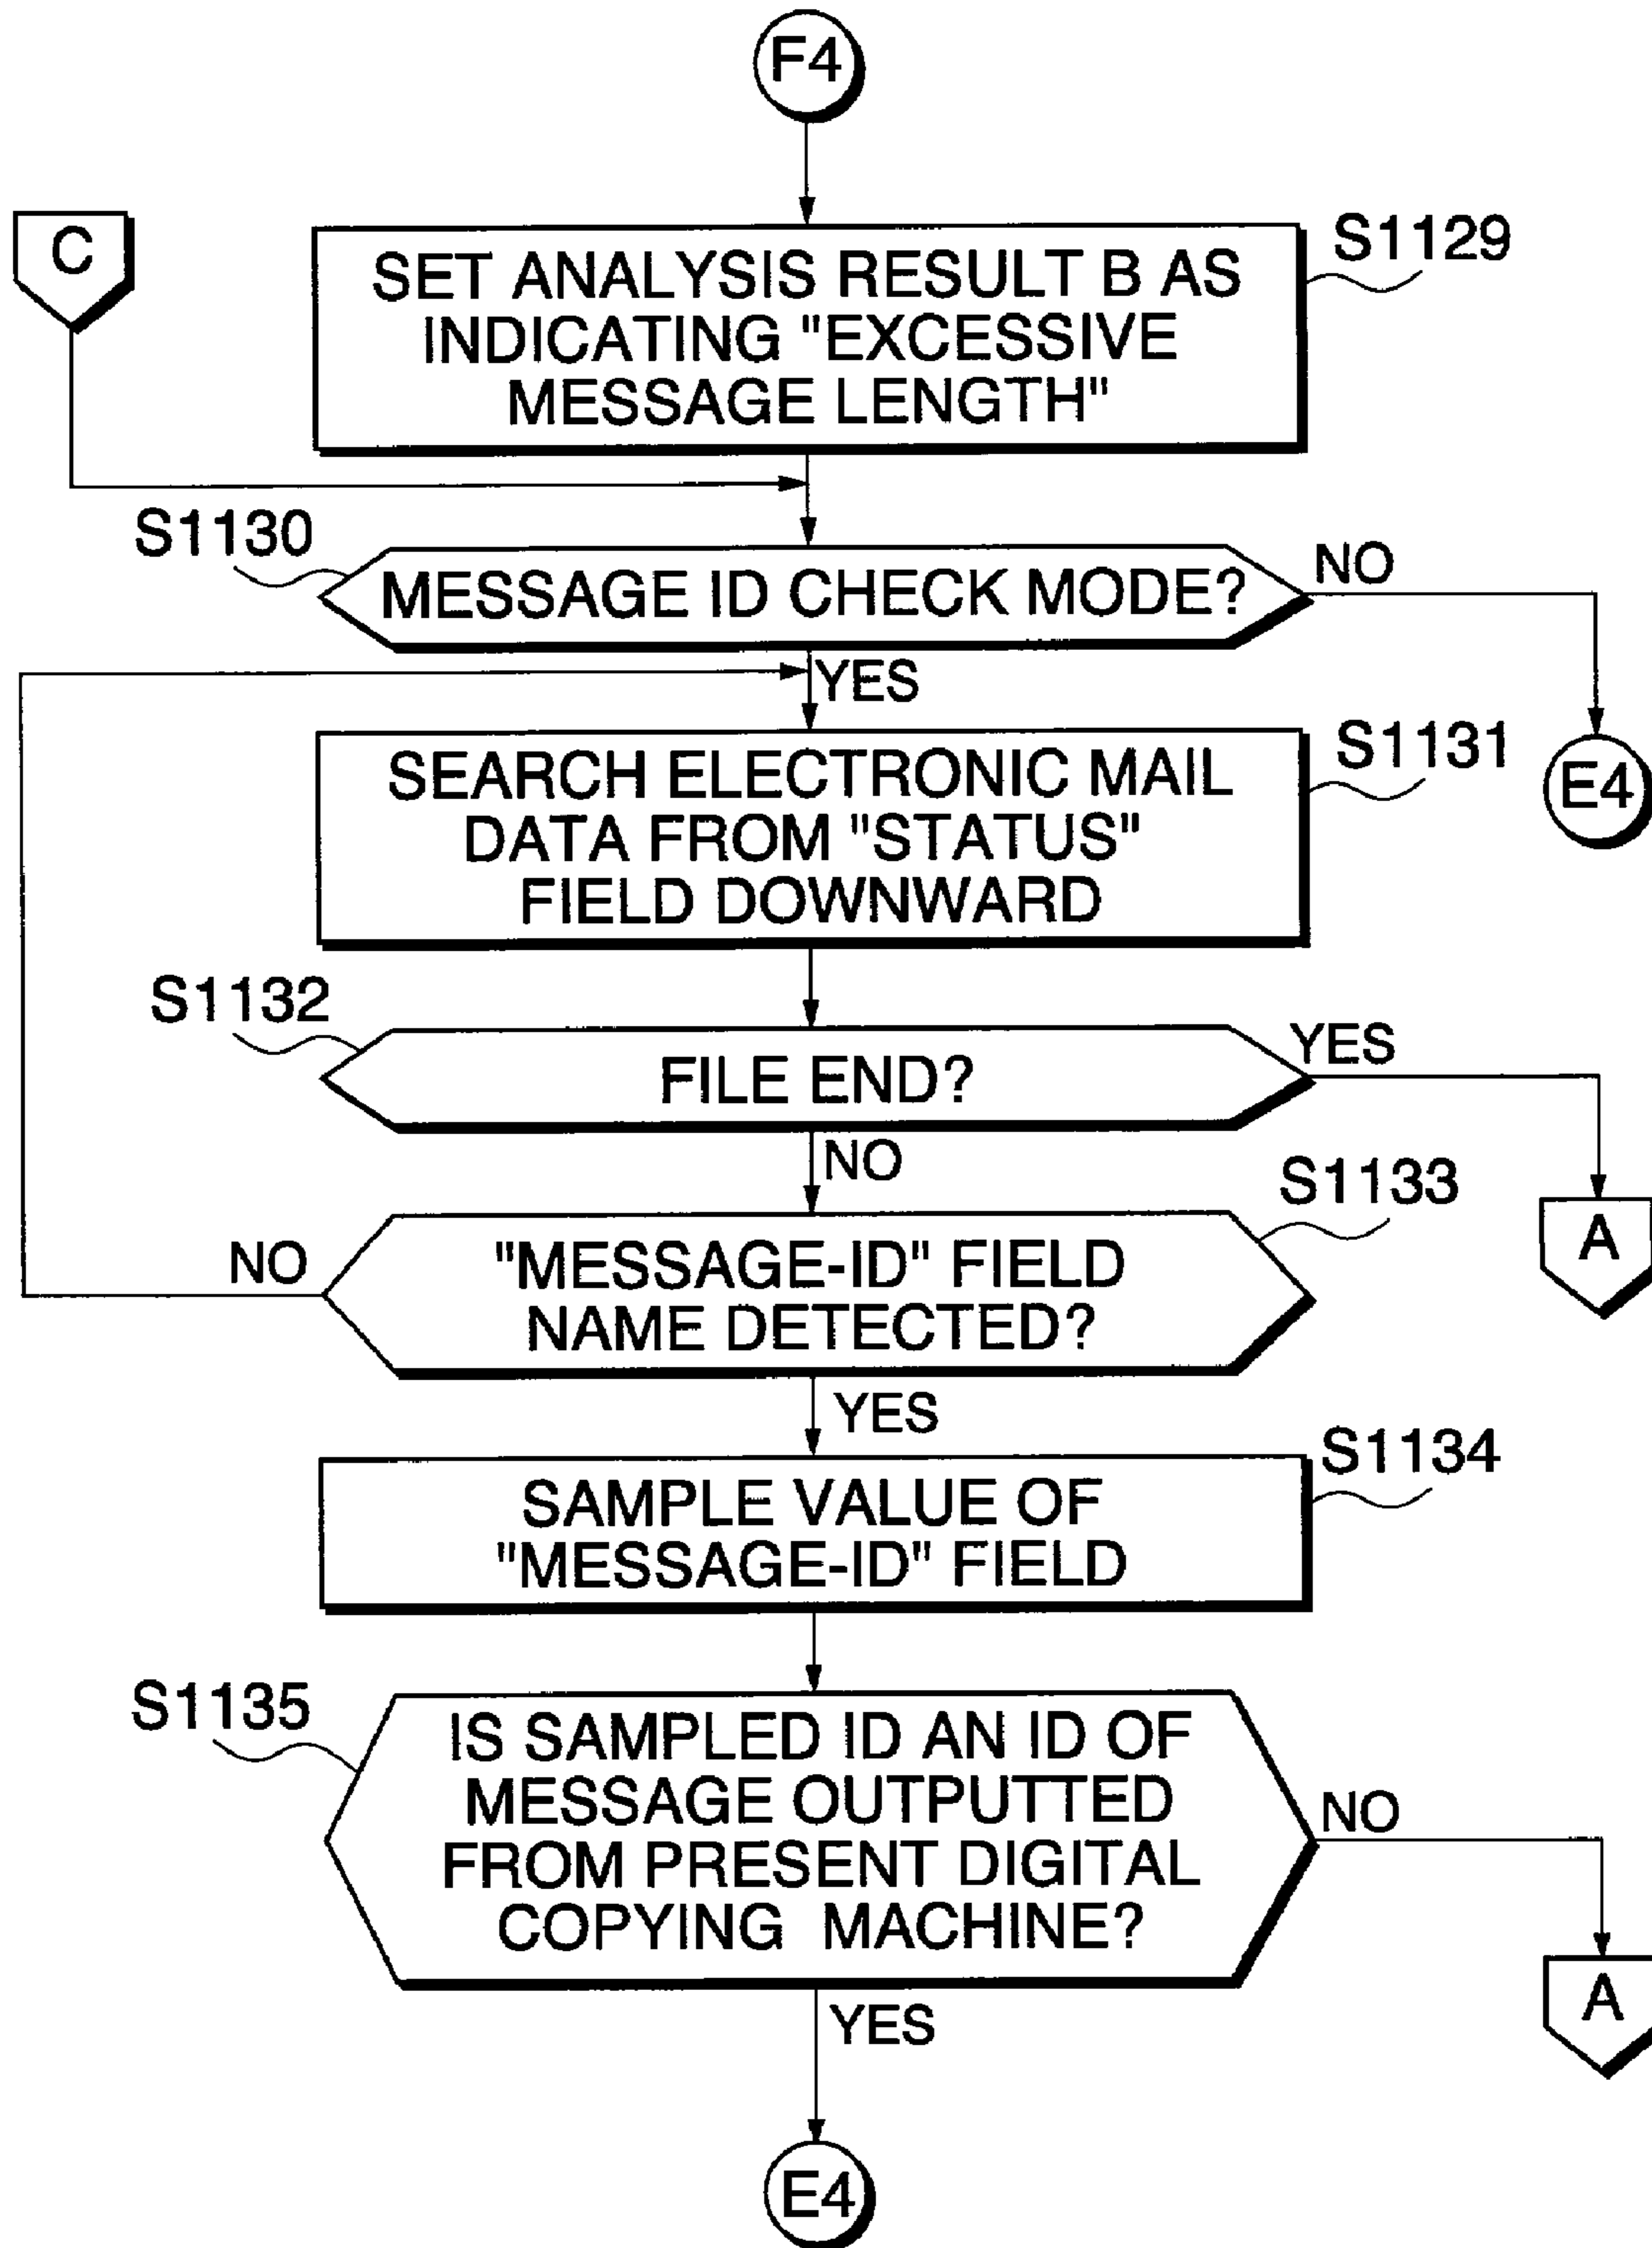 F4
C
S1129
SET ANALYSIS RESULT B AS
INDICATING "EXCESSIVE
MESSAGE LENGTH"
S1130
MESSAGE ID CHECK MODE?
NO
YES
S1131
SEARCH ELECTRONIC MAIL
DATA FROM "STATUS"
FIELD DOWNWARD
E4
S1132
FILE END?
YES
NO
S1133
"MESSAGE-ID" FIELD
NAME DETECTED?
NO
A
YES
S1134
SAMPLE VALUE OF
"MESSAGE-ID" FIELD
S1135
IS SAMPLED ID AN ID OF
MESSAGE OUTPUTTED
FROM PRESENT DIGITAL
COPYING MACHINE?
NO
A
YES
E4